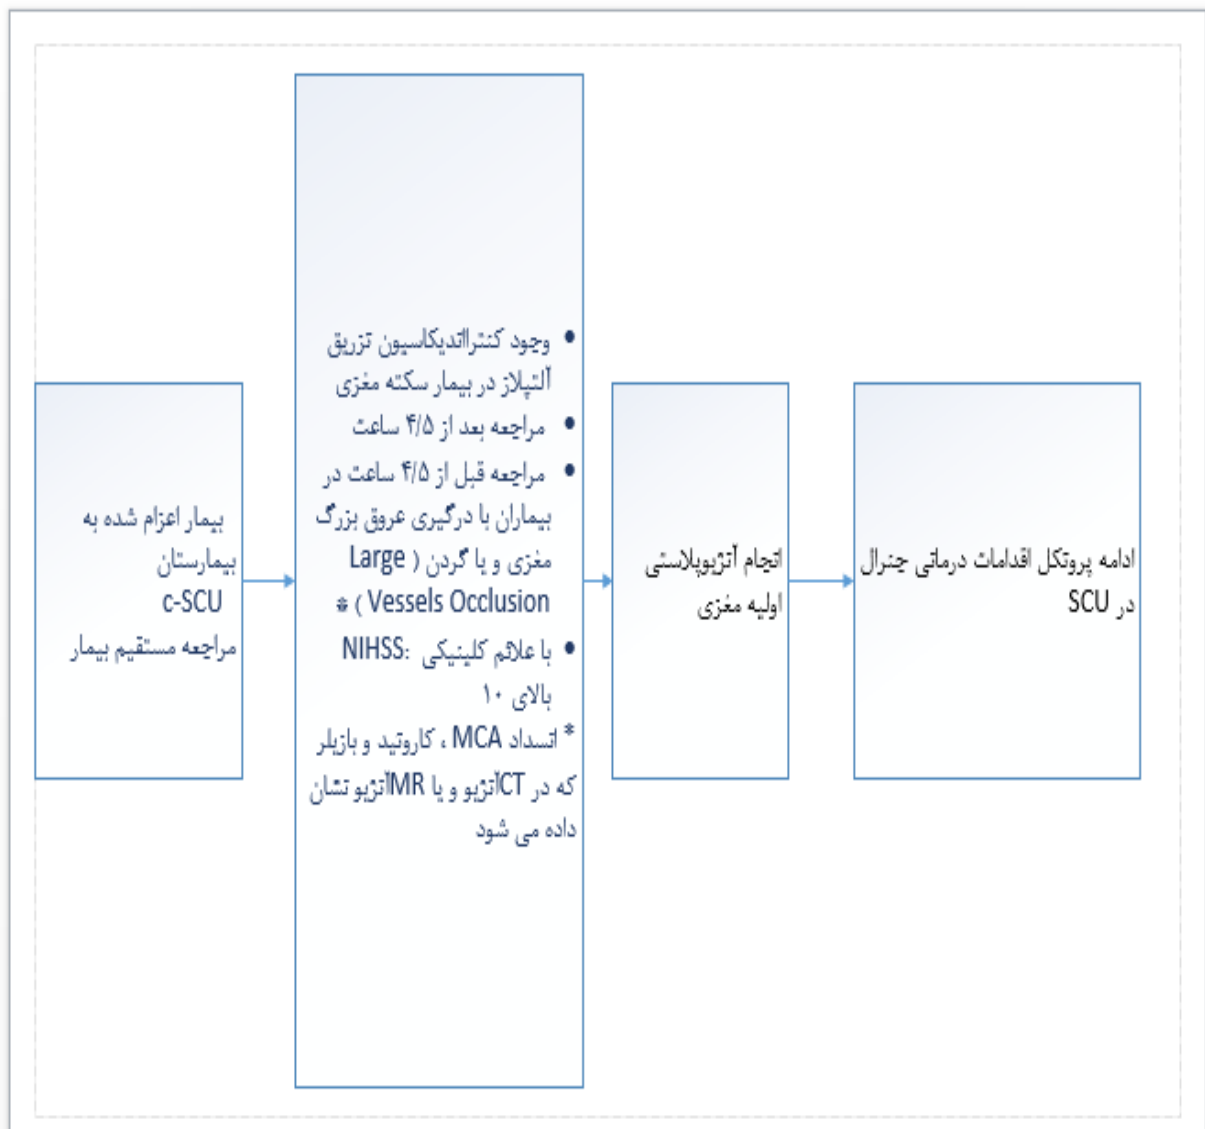 بیمار اعزام شده به
بیمارستان
c-SCU
مراجعه مستقیم بیمار
• وجود کنترااندیکاسیون تزریق
آلتپلاز در بیمار سکته مغزی
• مراجعه بعد از ۴/۵ ساعت
• مراجعه قبل از ۴/۵ ساعت در
بیماران با درگیری عروق بزرگ
مغزی و یا گردن ( Large
Vessels Occlusion ) *
• با علائم کلینیکی NIHSS:
بالای ۱۰
* انسداد MCA ، کاروتید و بازیلر
که در CTآنژیو و یا MRآنژیو نشان
داده می شود
انجام آنژیوپلاستی
اولیه مغزی
ادامه پروتکل اقدامات درمانی جنرال
در SCU